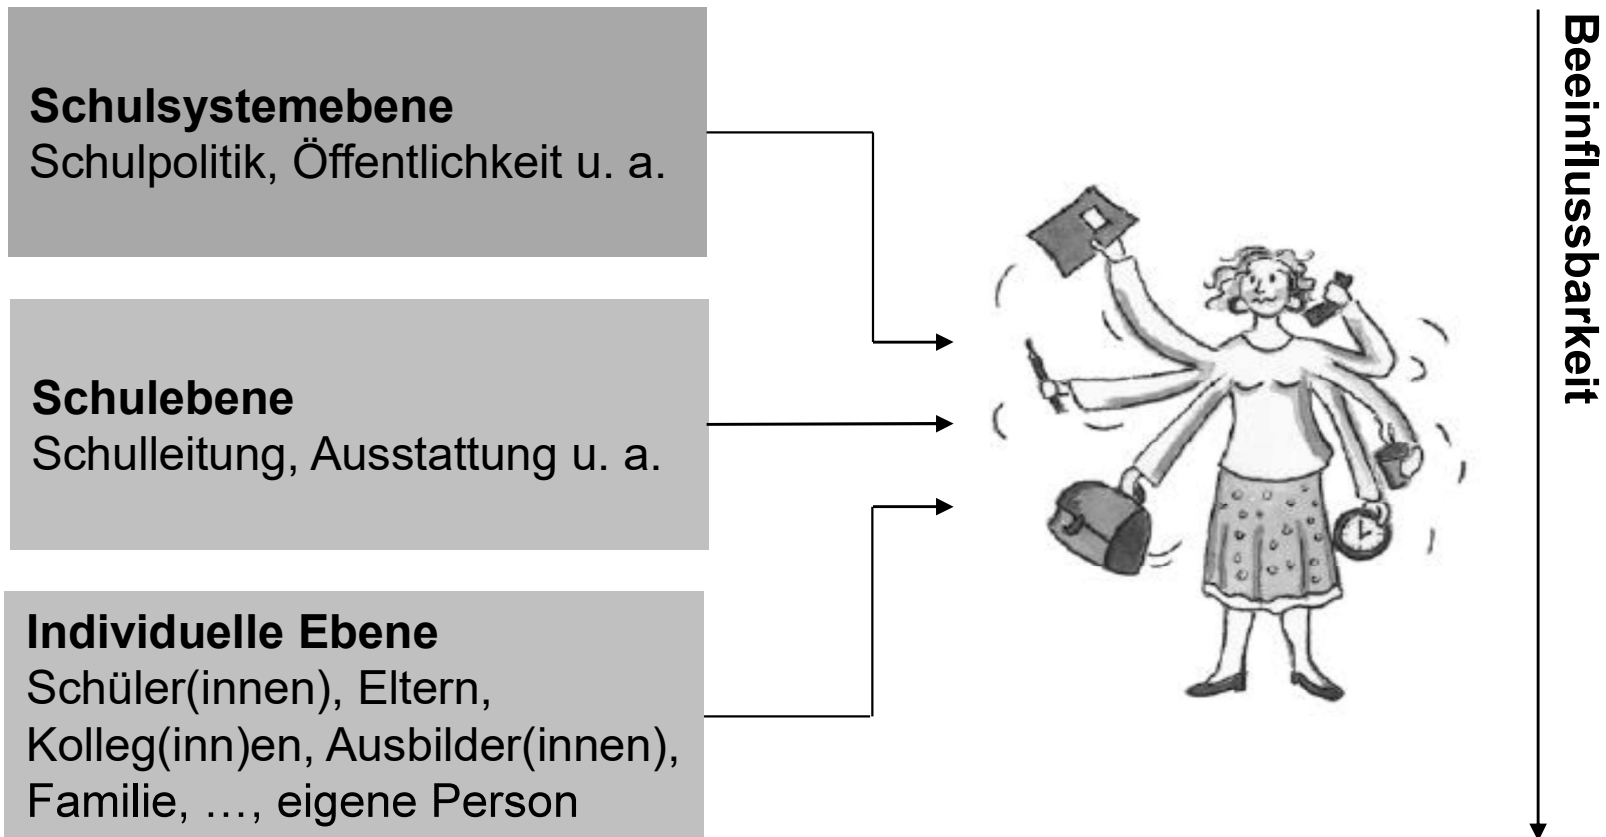 Schulsystemebene
Schulpolitik, Öffentlichkeit u. a.
Schulebene
Schulleitung, Ausstattung u. a.
Individuelle Ebene
Schüler(innen), Eltern,
Kolleg(inn)en, Ausbilder(innen),
Familie, …, eigene Person
Beeinflussbarkeit